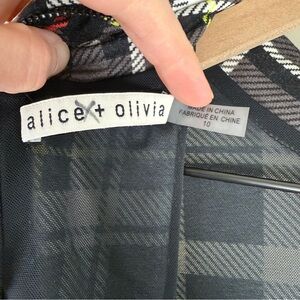 alice + olivia
MADE IN CHINA
FABRIQUÉ EN CHINE
10